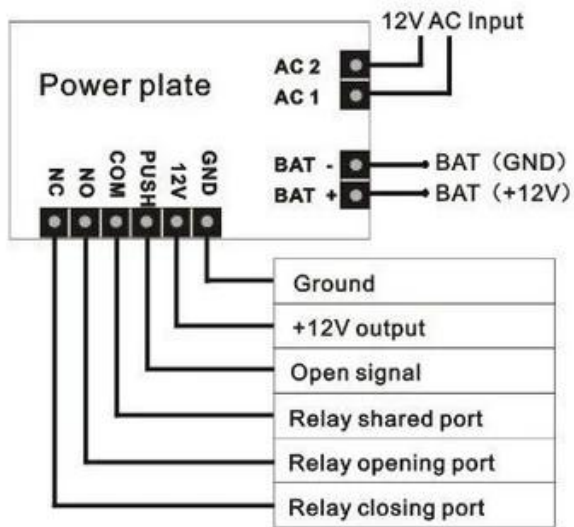 12V AC Input
AC 2
AC 1
Power plate
BAT - BAT (GND)
BAT + BAT (+12V)
NC NO COM PUSH 12V GND
Ground
+12V output
Open signal
Relay shared port
Relay opening port
Relay closing port